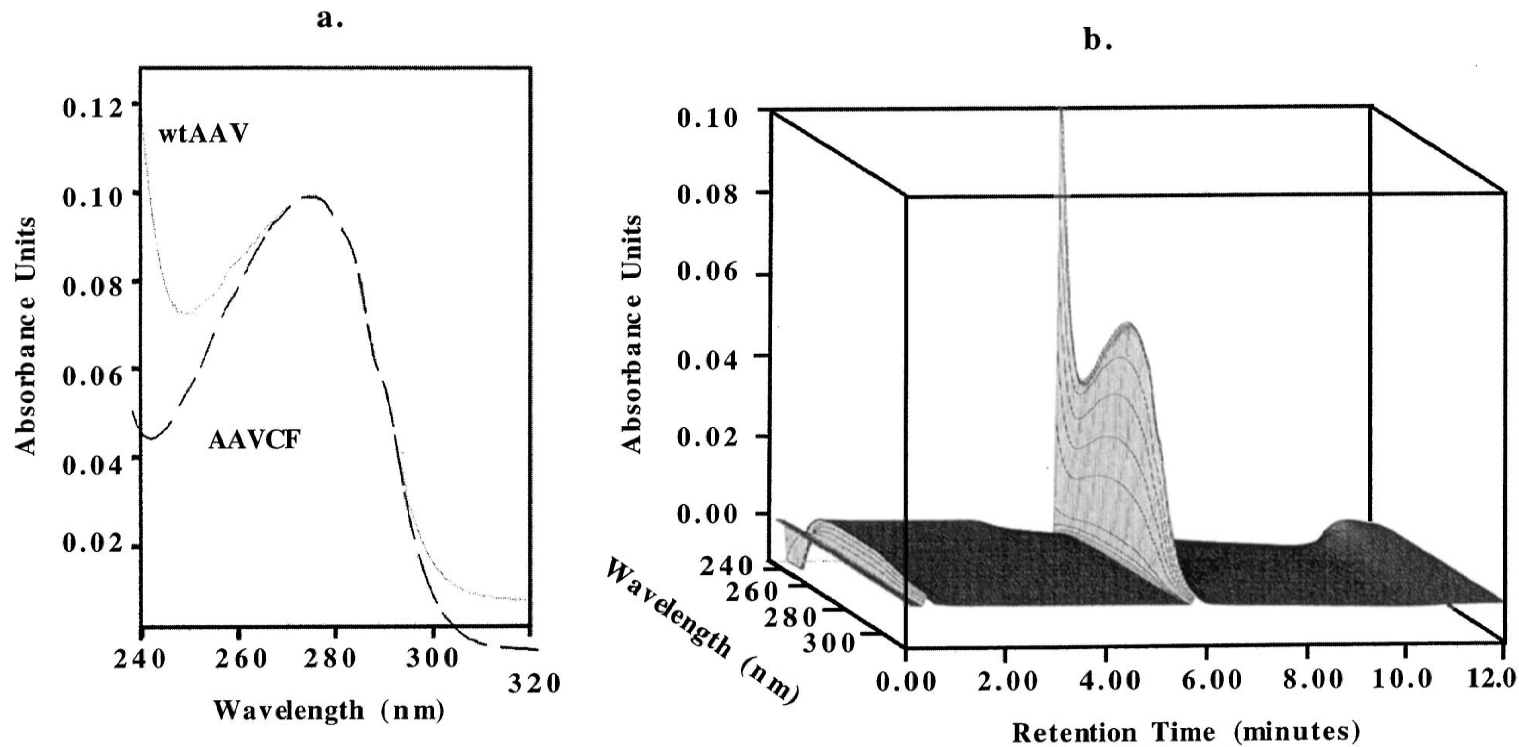 a.
0.12
0.10
0.08
0.06
0.04
0.02
Absorbance Units
wtAAV
AAVCF
240 260 280 300 320
Wavelength (nm)
b.
0.10
0.08
0.06
0.04
0.02
0.00
Absorbance Units
240
260
280
300
Wavelength (nm)
0.00 2.00 4.00 6.00 8.00 10.0 12.0
Retention Time (minutes)